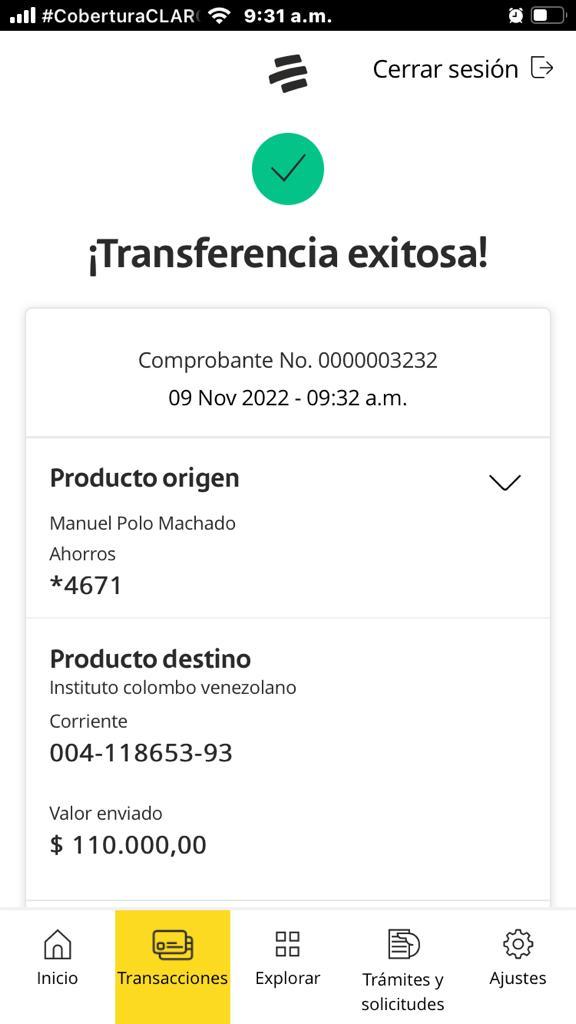 #CoberturaCLAR
9:31 a.m.
Cerrar sesión
¡Transferencia exitosa!
Comprobante No. 0000003232
09 Nov 2022 - 09:32 a.m.
Producto origen
Manuel Polo Machado
Ahorros
*4671
Producto destino
Instituto colombo venezolano
Corriente
004-118653-93
Valor enviado
$ 110.000,00
Inicio
Transacciones
Explorar
Trámites y
solicitudes
Ajustes